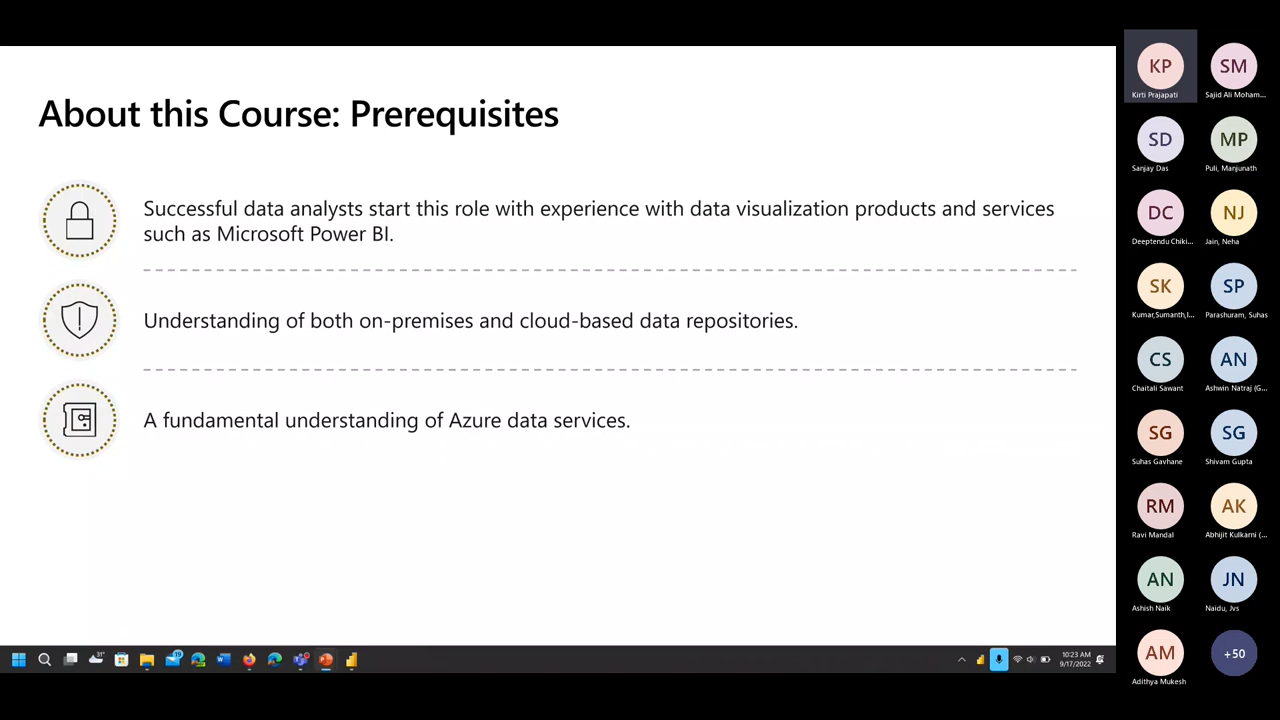 About this Course: Prerequisites
Successful data analysts start this role with experience with data visualization products and services
such as Microsoft Power BI.
Understanding of both on-premises and cloud-based data repositories.
A fundamental understanding of Azure data services.
KP
Kirti Prajapati
SM
Sajid Ali Moham...
SD
Sanjay Das
MP
Puli, Manjunath
DC
Deeptendu Chiki...
NJ
Jain, Neha
SK
Kumar,Sumanth,I...
SP
Parashuram, Suhas
CS
Chaitali Sawant
AN
Ashwin Natraj (G...
SG
Suhas Gavhane
SG
Shivam Gupta
RM
Ravi Mandal
AK
Abhijit Kulkarni (...
AN
Ashish Naik
JN
Naidu, Jvs
AM
Adithya Mukesh
+50
31°
19
10:23 AM
9/17/2022